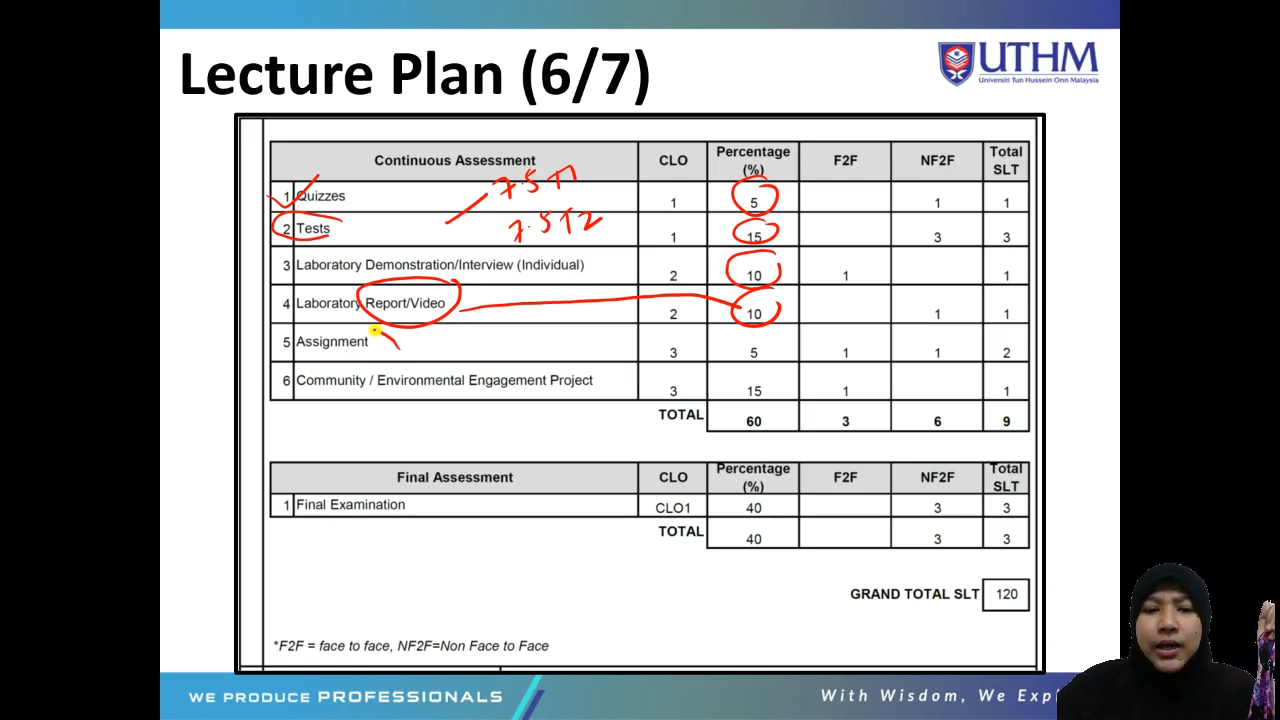 Lecture Plan (6/7)
UTHM
Universiti Tun Hussein Onn Malaysia
Continuous Assessment CLO Percentage (%) F2F NF2F Total SLT
1 Quizzes 1 5 1 1
7.5 T1
2 Tests 1 15 3 3
7.5 T2
3 Laboratory Demonstration/Interview (Individual) 2 10 1 1
4 Laboratory Report/Video 2 10 1 1
5 Assignment 3 5 1 1 2
6 Community / Environmental Engagement Project 3 15 1 1
TOTAL 60 3 6 9
Final Assessment CLO Percentage (%) F2F NF2F Total SLT
1 Final Examination CLO1 40 3 3
TOTAL 40 3 3
GRAND TOTAL SLT 120
*F2F = face to face, NF2F=Non Face to Face
WE PRODUCE PROFESSIONALS With Wisdom, We Expl